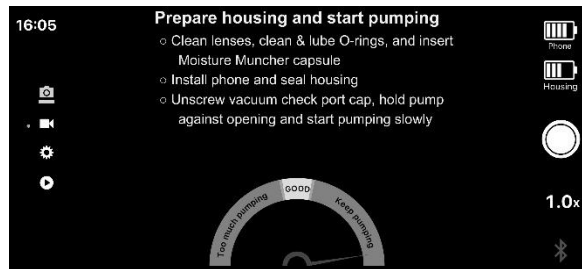 16:05
Prepare housing and start pumping
○ Clean lenses, clean & lube O-rings, and insert
Moisture Muncher capsule
○ Install phone and seal housing
○ Unscrew vacuum check port cap, hold pump
against opening and start pumping slowly
Phone
Housing
Too much pumping
GOOD
Keep pumping
1.0x